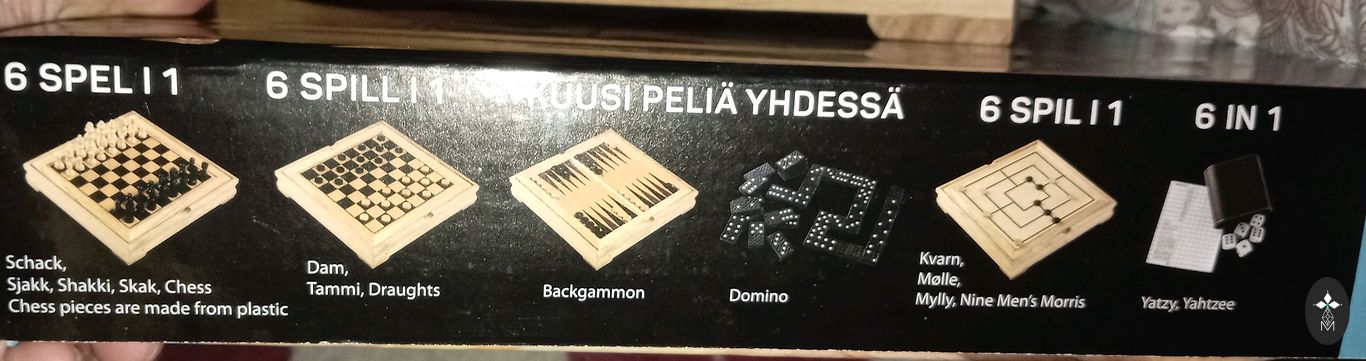 6 SPEL I 1
6 SPILL I 1
KUUSI PELIÄ YHDESSÄ
6 SPIL I 1
6 IN 1
Schack,
Sjakk, Shakki, Skak, Chess
Chess pieces are made from plastic
Dam,
Tammi, Draughts
Backgammon
Domino
Kvarn,
Mølle,
Mylly, Nine Men's Morris
Yatzy, Yahtzee
M